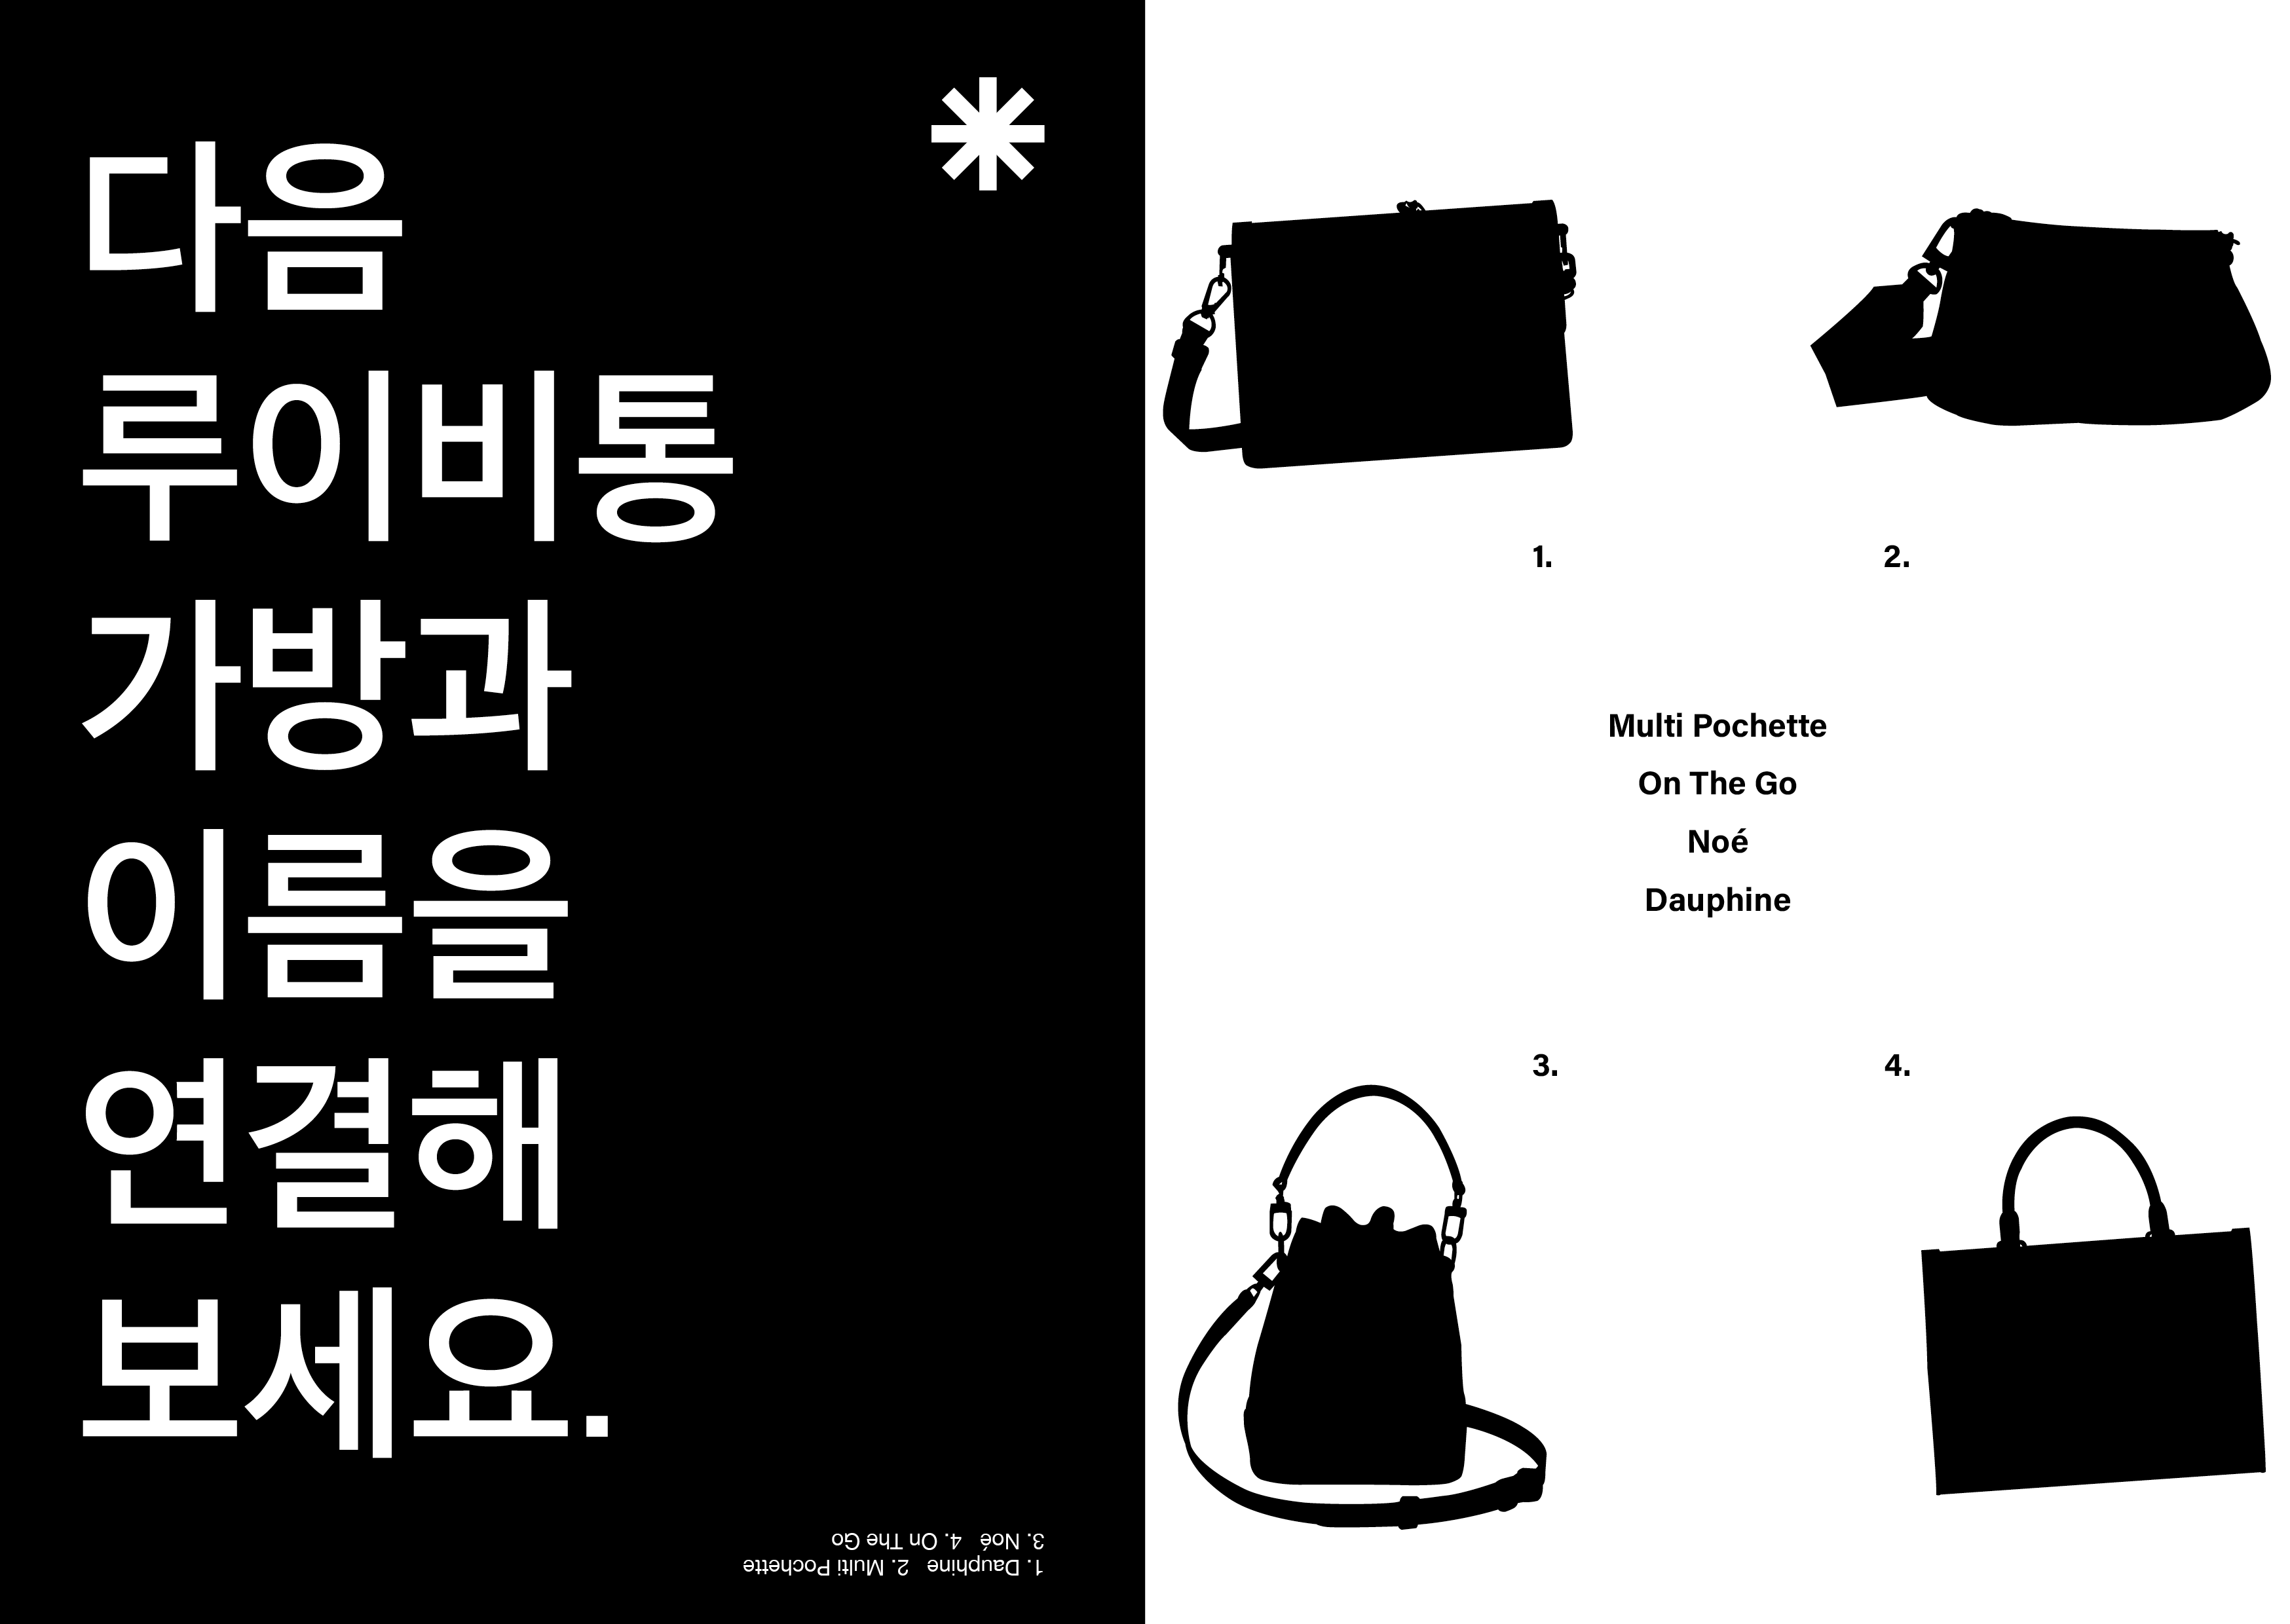 다음
루이비통
가방과
이름을
연결해
보세요.
1. Dauphine 2. Multi Pochette
3. Noé 4. On The Go
1.
2.
Multi Pochette
On The Go
Noé
Dauphine
3.
4.